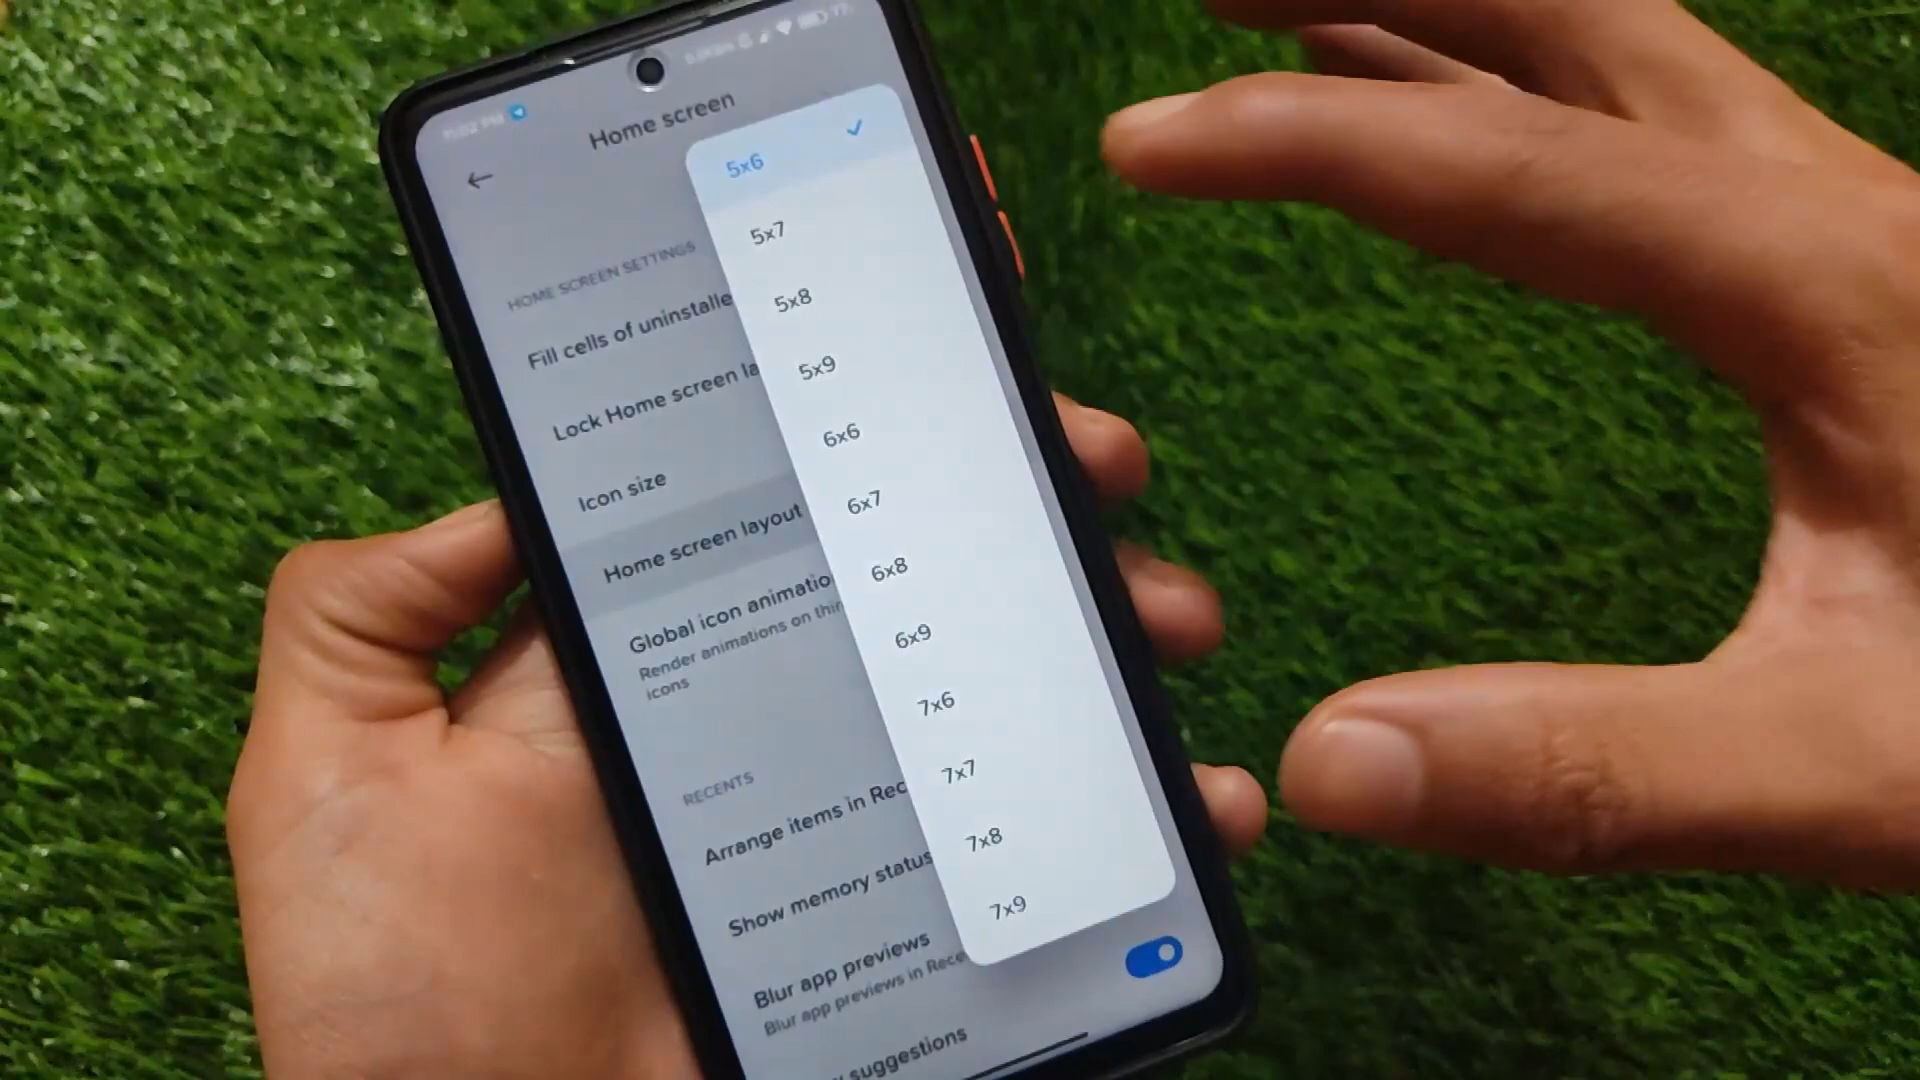 Home screen
HOME SCREEN SETTINGS
Fill cells of uninstalle
Lock Home screen la
Icon size
Home screen layout
Global icon animatio
Render animations on thir
icons
RECENTS
Arrange items in Rec
Show memory status
Blur app previews
Blur app previews in Rece
suggestions
5x6
5x7
5x8
5x9
6x6
6x7
6x8
6x9
7x6
7x7
7x8
7x9